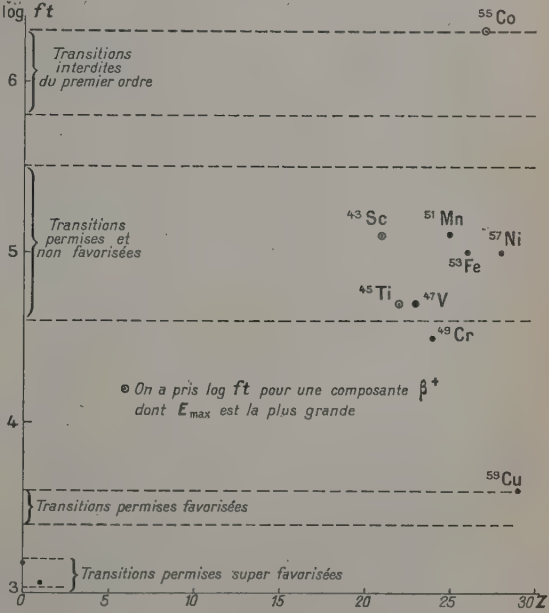 log ft
⁵⁵Co
Transitions
interdites
du premier ordre
6
⁴³Sc
⁵¹Mn
⁵⁷Ni
Transitions
permises et
non favorisées
5
⁵³Fe
⁴⁵Ti
⁴⁷V
⁴⁹Cr
⊙ On a pris log ft pour une composante β⁺
dont Emax est la plus grande
4
⁵⁹Cu
Transitions permises favorisées
Transitions permises super favorisées
3
0 5 10 15 20 25 30 Z